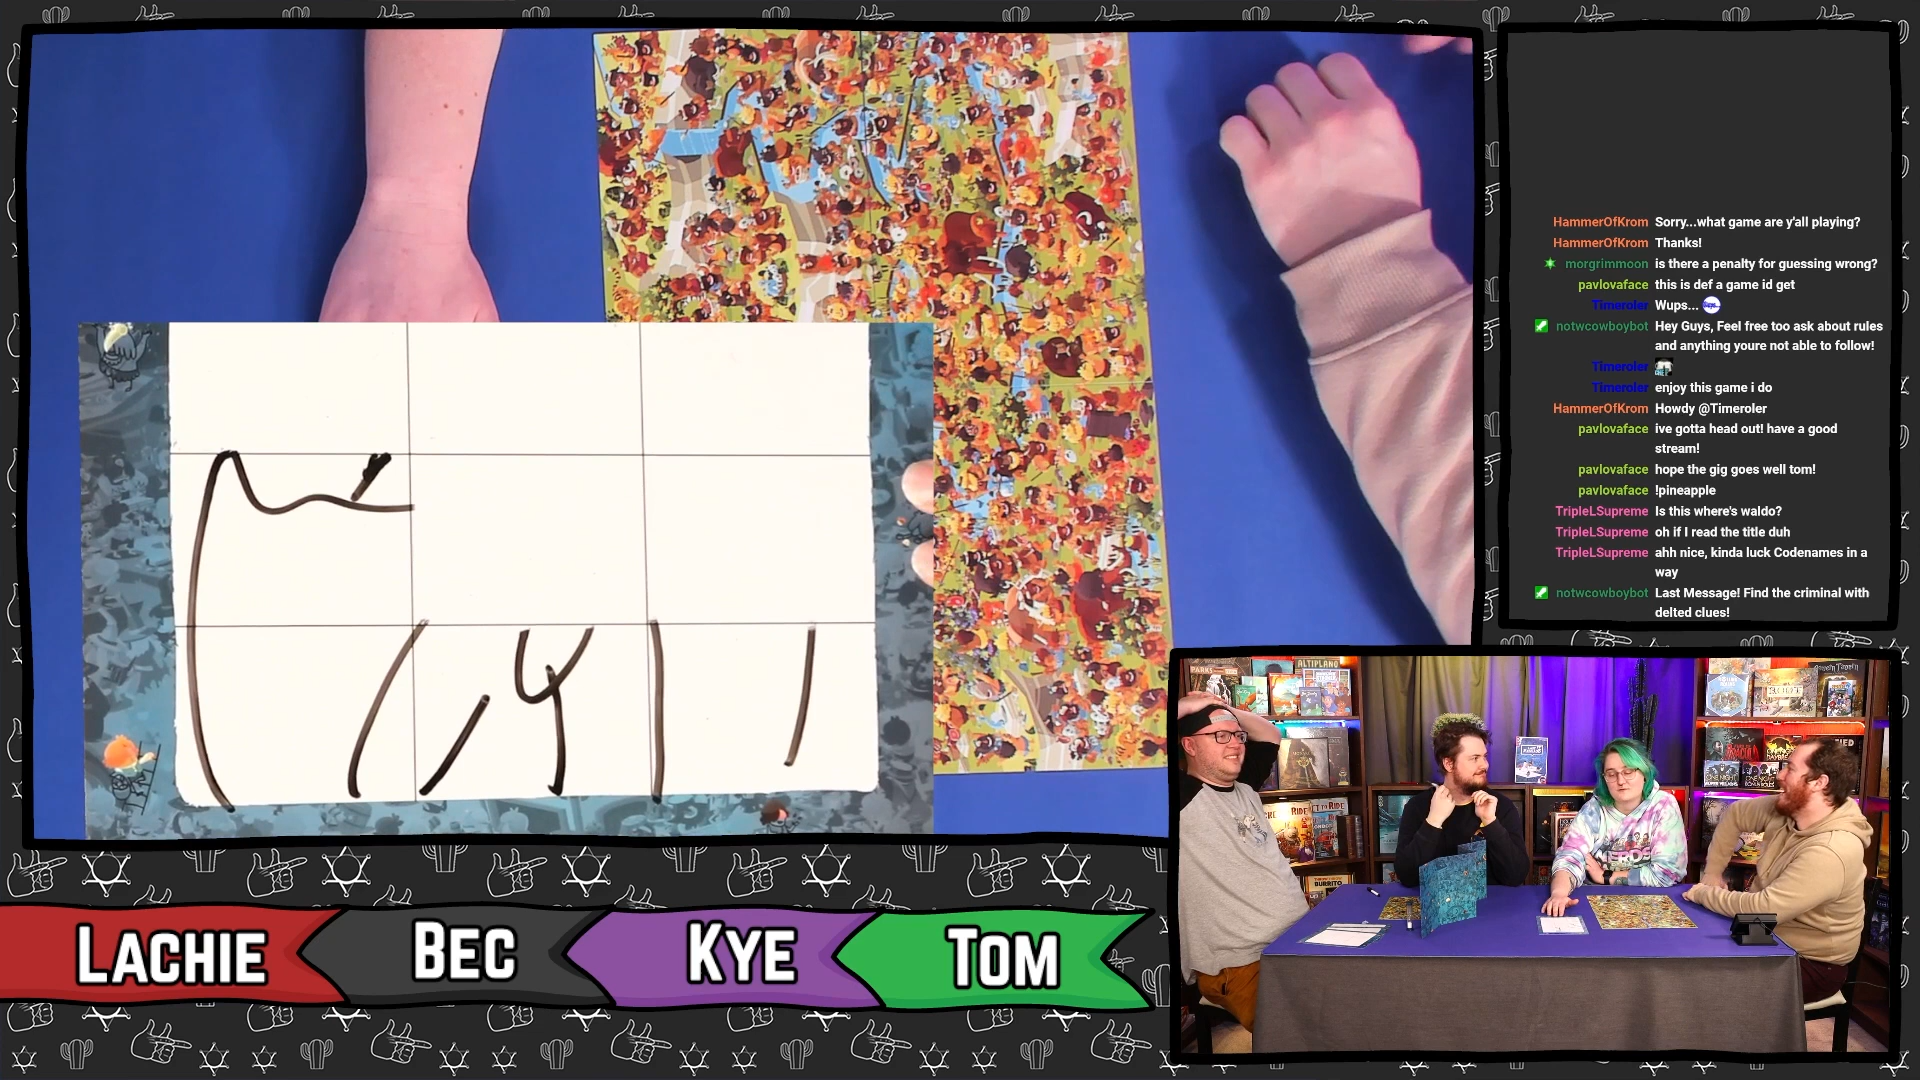 HammerOfKrom Sorry...what game are y'all playing?
HammerOfKrom Thanks!
morgrimmoon is there a penalty for guessing wrong?
pavlovaface this is def a game id get
Timeroler Wups...
notwcowboybot Hey Guys, Feel free too ask about rules
and anything youre not able to follow!
Timeroler
Timeroler enjoy this game i do
HammerOfKrom Howdy @Timeroler
pavlovaface ive gotta head out! have a good
stream!
pavlovaface hope the gig goes well tom!
pavlovaface !pineapple
TripleLSupreme Is this where's waldo?
TripleLSupreme oh if I read the title duh
TripleLSupreme ahh nice, kinda luck Codenames in a
way
notwcowboybot Last Message! Find the criminal with
delted clues!
PARKS
ALTIPLANO
ROOT
BURRITO
LACHIE
BEC
KYE
TOM